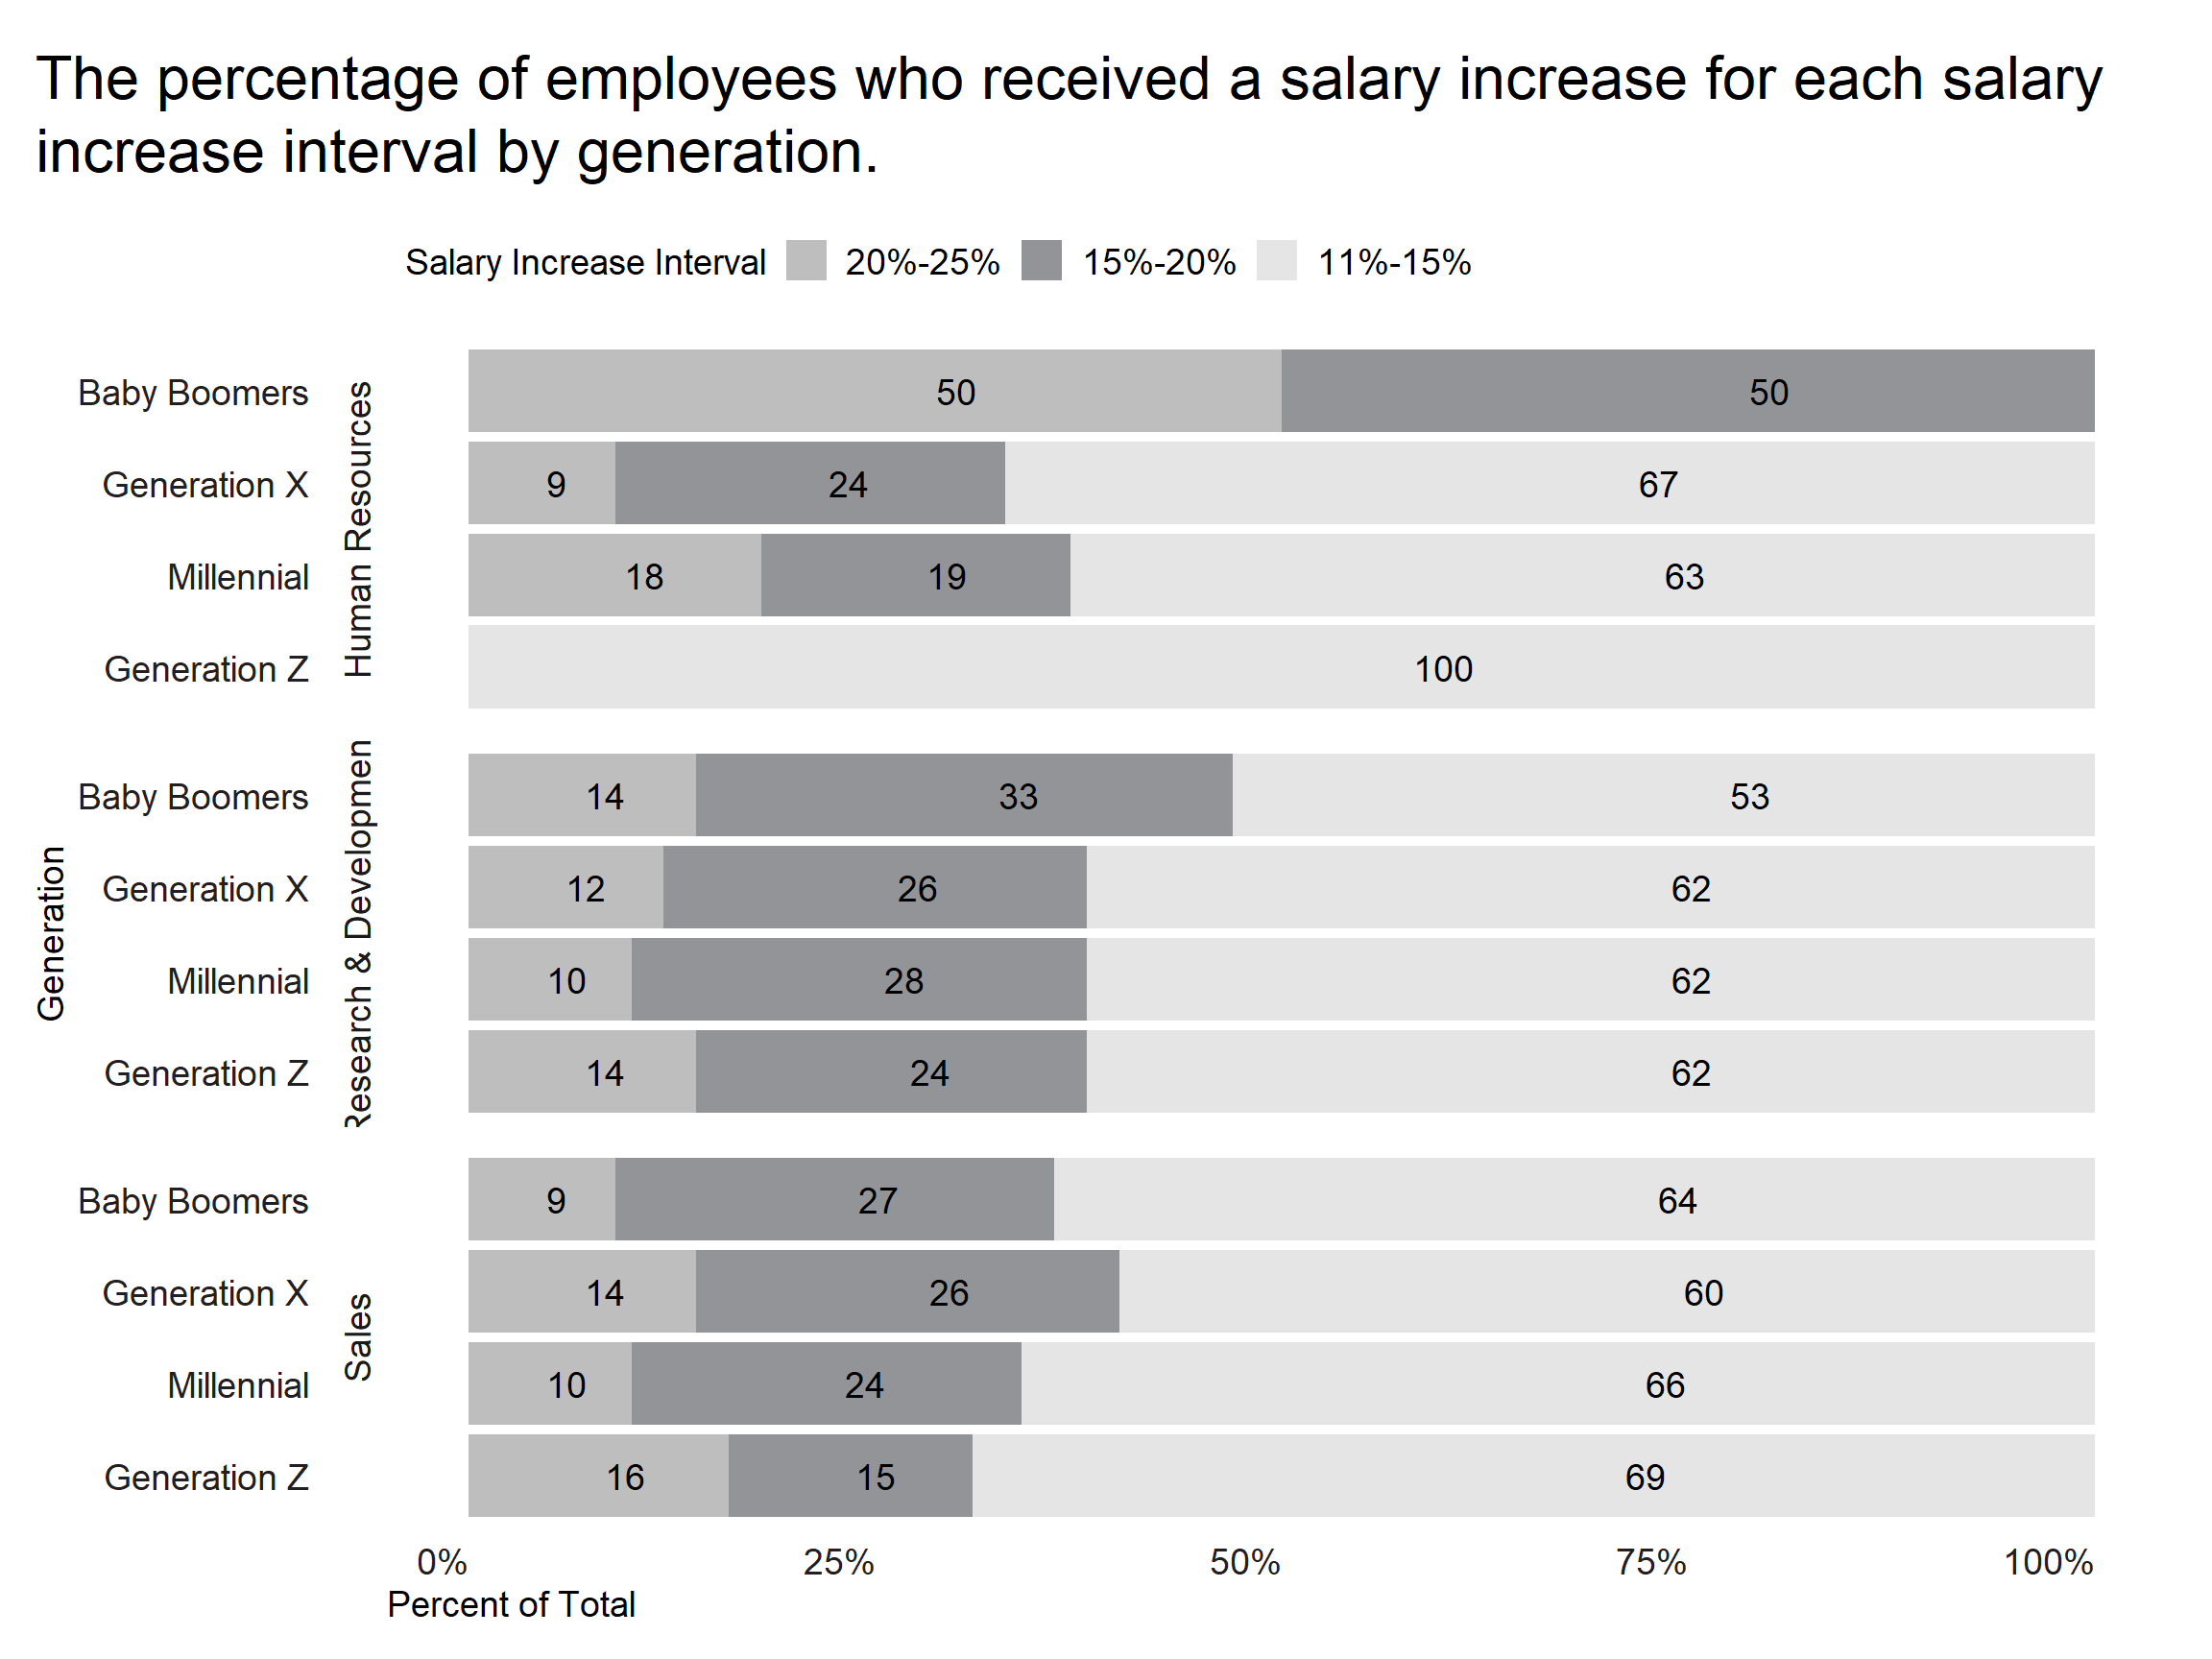 The percentage of employees who received a salary increase for each salary
increase interval by generation.
Salary Increase Interval 20%-25% 15%-20% 11%-15%
Human Resources
Baby Boomers 50 50
Generation X 9 24 67
Millennial 18 19 63
Generation Z 100
Generation
Research & Developmen
Baby Boomers 14 33 53
Generation X 12 26 62
Millennial 10 28 62
Generation Z 14 24 62
Sales
Baby Boomers 9 27 64
Generation X 14 26 60
Millennial 10 24 66
Generation Z 16 15 69
0% 25% 50% 75% 100%
Percent of Total